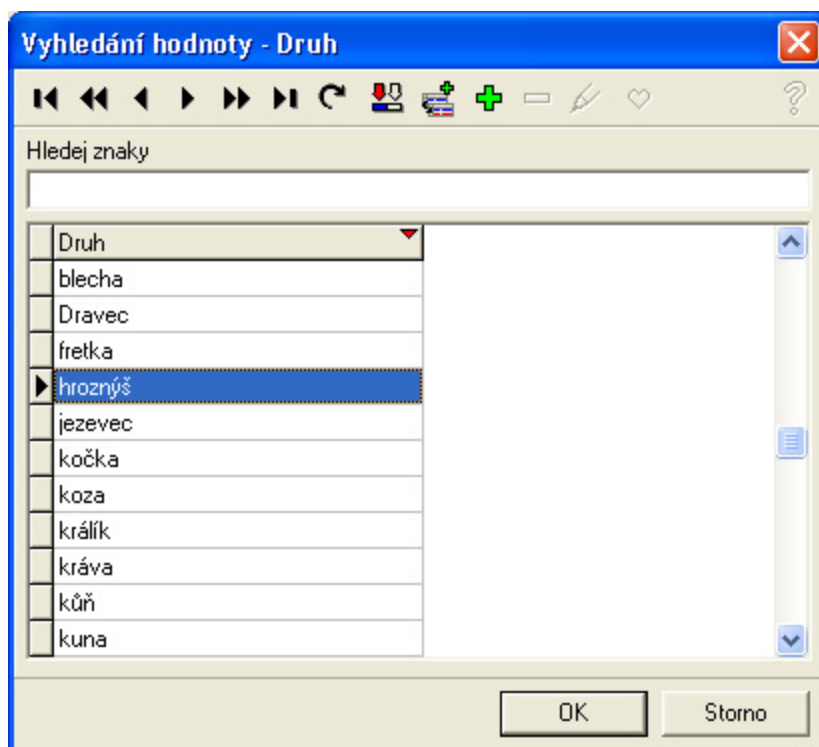 Vyhledání hodnoty - Druh
Hledej znaky
Druh
blecha
Dravec
fretka
hroznýš
jezevec
kočka
koza
králík
kráva
kůň
kuna
OK
Storno